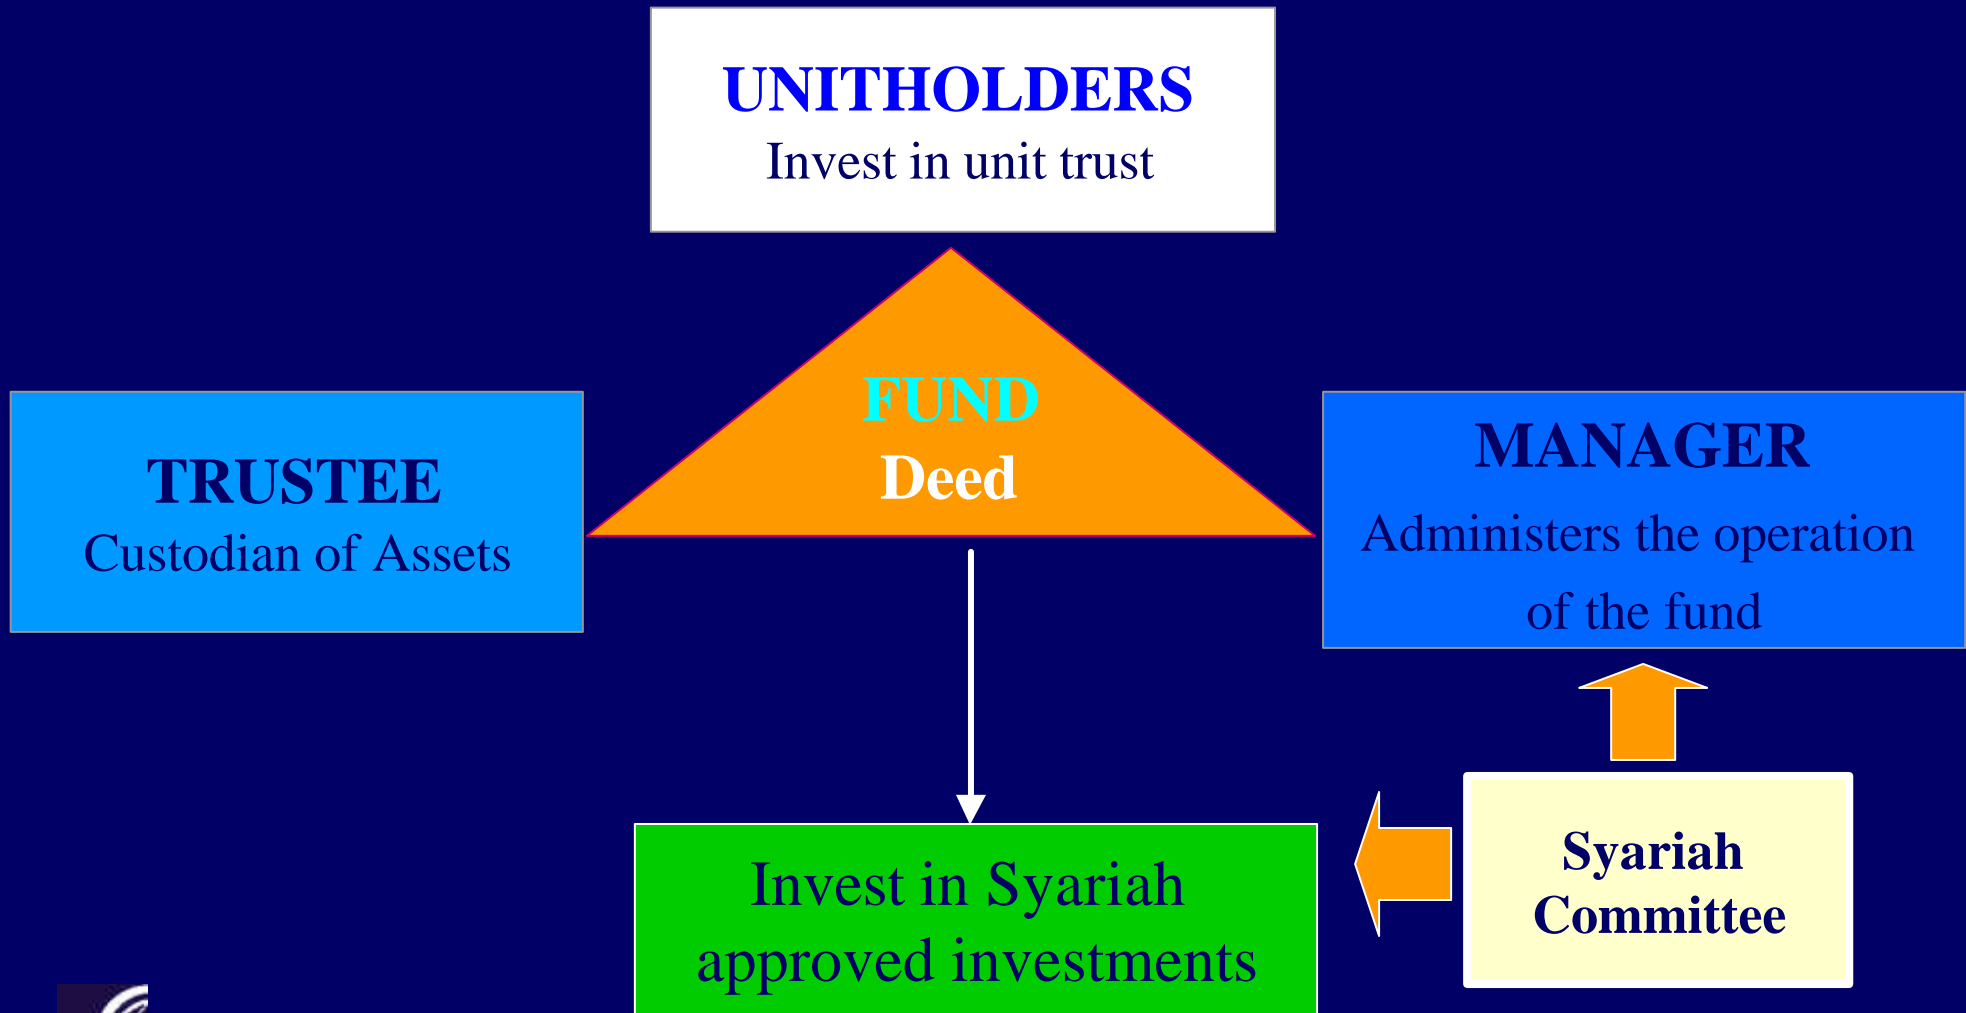 UNITHOLDERS
Invest in unit trust
FUND
Deed
TRUSTEE
Custodian of Assets
MANAGER
Administers the operation
of the fund
Invest in Syariah
approved investments
Syariah
Committee